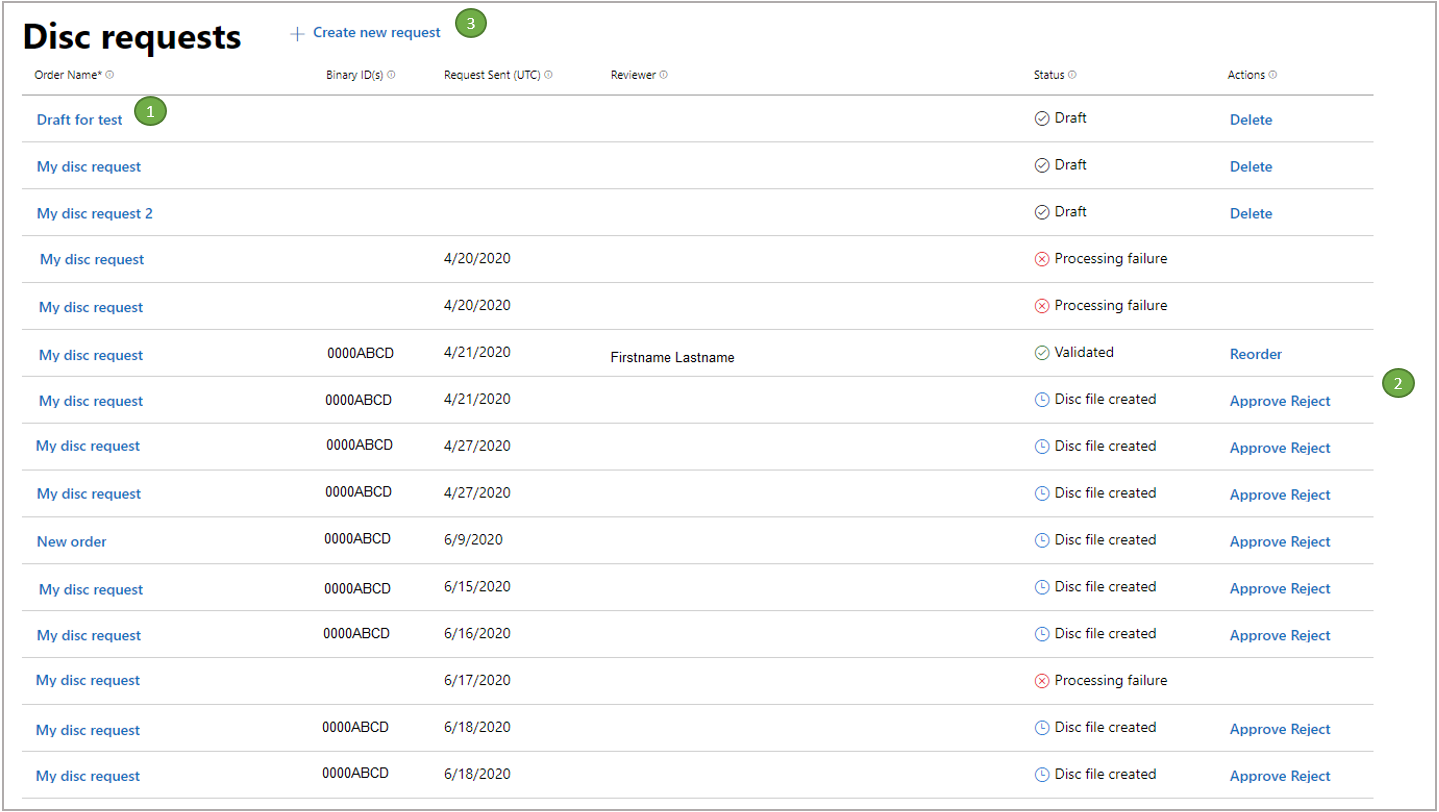 Disc requests + Create new request 3
Order Name* Binary ID(s) Request Sent (UTC) Reviewer Status Actions
Draft for test 1 Draft Delete
My disc request Draft Delete
My disc request 2 Draft Delete
My disc request 4/20/2020 Processing failure
My disc request 4/20/2020 Processing failure
My disc request 0000ABCD 4/21/2020 Firstname Lastname Validated Reorder
2
My disc request 0000ABCD 4/21/2020 Disc file created Approve Reject
My disc request 0000ABCD 4/27/2020 Disc file created Approve Reject
My disc request 0000ABCD 4/27/2020 Disc file created Approve Reject
New order 0000ABCD 6/9/2020 Disc file created Approve Reject
My disc request 0000ABCD 6/15/2020 Disc file created Approve Reject
My disc request 0000ABCD 6/16/2020 Disc file created Approve Reject
My disc request 6/17/2020 Processing failure
My disc request 0000ABCD 6/18/2020 Disc file created Approve Reject
My disc request 0000ABCD 6/18/2020 Disc file created Approve Reject